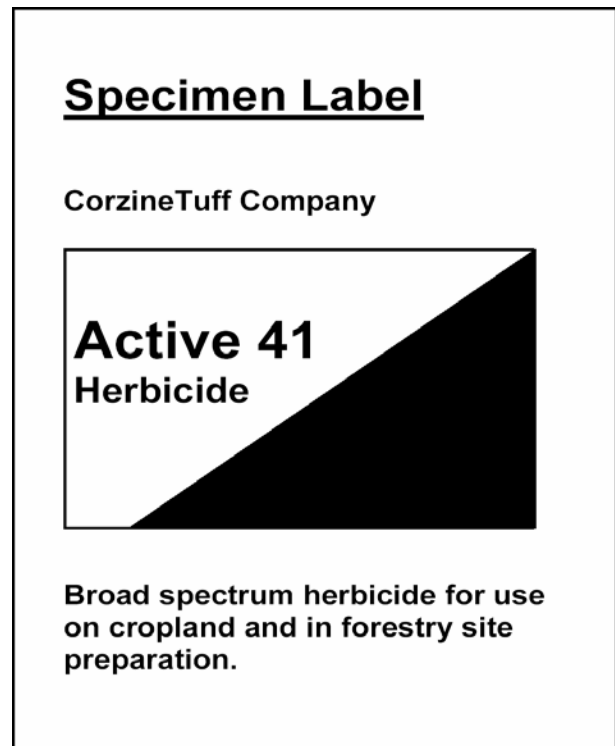 Specimen Label
CorzineTuff Company
Active 41
Herbicide
Broad spectrum herbicide for use
on cropland and in forestry site
preparation.